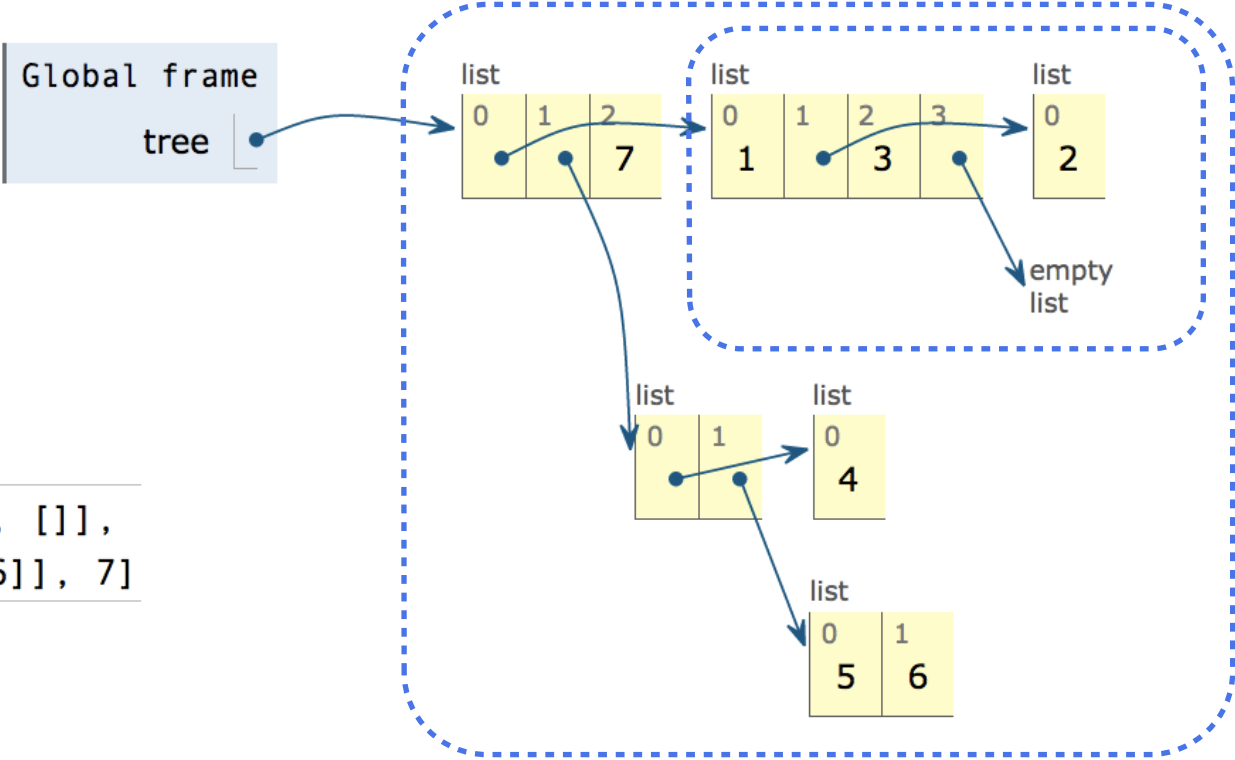 Global frame
tree
list
0 1 2
7
list
0 1 2 3
1 3
list
0
2
empty
list
list
0 1
list
0
4
list
0 1
5 6
, []],
]], 7]